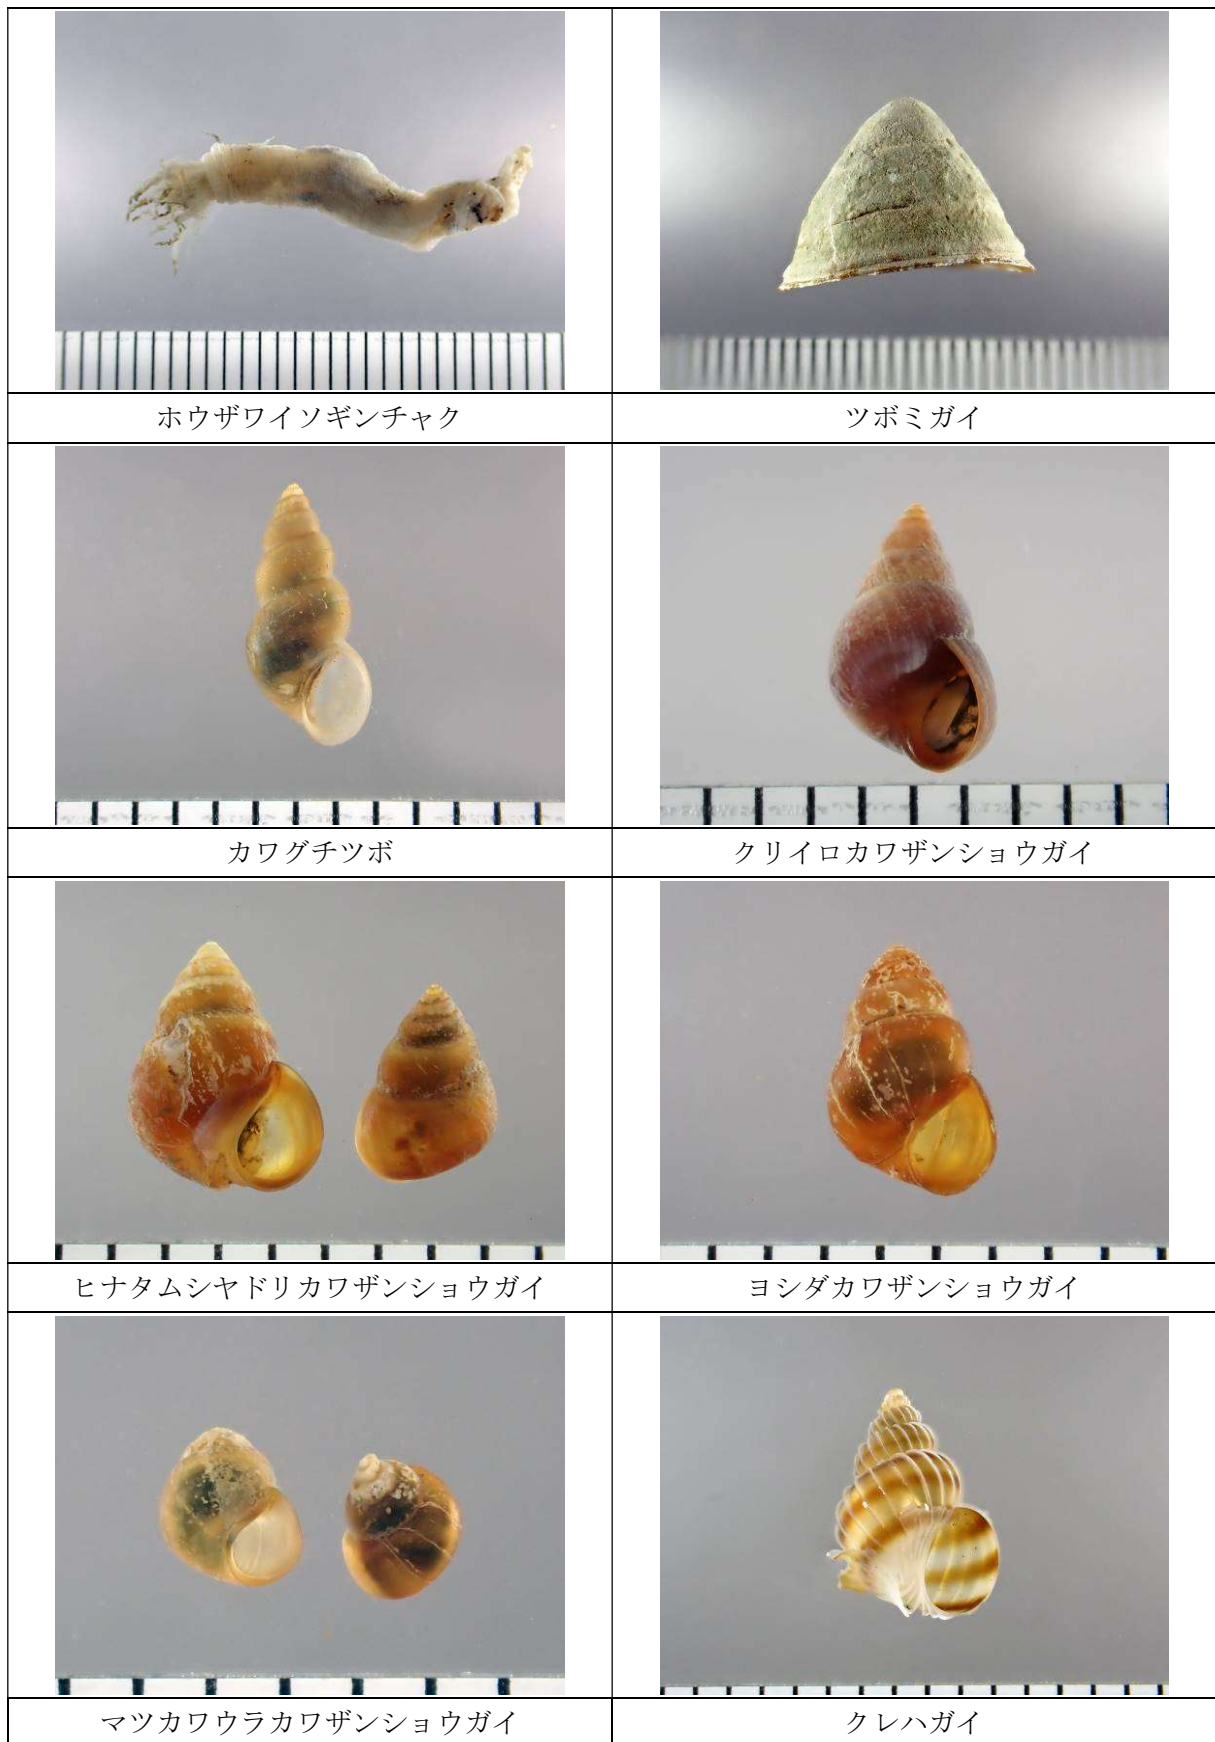 ホウザワイソギンチャク
ツボミガイ
カワグチツボ
クリイロカワザンショウガイ
ヒナタムシヤドリカワザンショウガイ
ヨシダカワザンショウガイ
マツカワウラカワザンショウガイ
クレハガイ